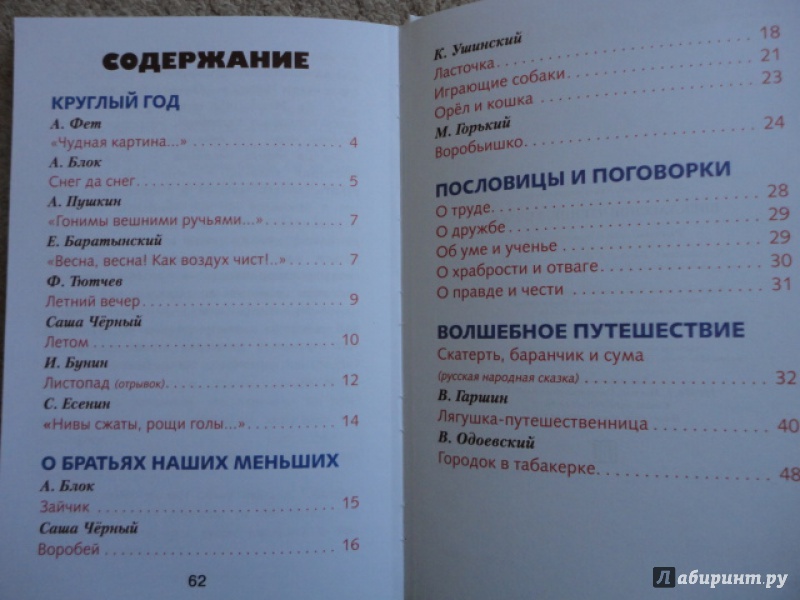 СОДЕРЖАНИЕ
КРУГЛЫЙ ГОД
А. Фет
«Чудная картина...» 4
А. Блок
Снег да снег 5
А. Пушкин
«Гонимы вешними ручьями...» 7
Е. Баратынский
«Весна, весна! Как воздух чист!..» 7
Ф. Тютчев
Летний вечер 9
Саша Чёрный
Летом 10
И. Бунин
Листопад (отрывок) 12
С. Есенин
«Нивы сжаты, рощи голы...» 14
О БРАТЬЯХ НАШИХ МЕНЬШИХ
А. Блок
Зайчик 15
Саша Чёрный
Воробей 16
62
К. Ушинский 18
Ласточка 21
Играющие собаки 23
Орёл и кошка
М. Горький
Воробьишко 24
ПОСЛОВИЦЫ И ПОГОВОРКИ
О труде 28
О дружбе 29
Об уме и ученье 29
О храбрости и отваге 30
О правде и чести 31
ВОЛШЕБНОЕ ПУТЕШЕСТВИЕ
Скатерть, баранчик и сума
(русская народная сказка) 32
В. Гаршин
Лягушка-путешественница 40
В. Одоевский
Городок в табакерке 48
Лабиринт.ру